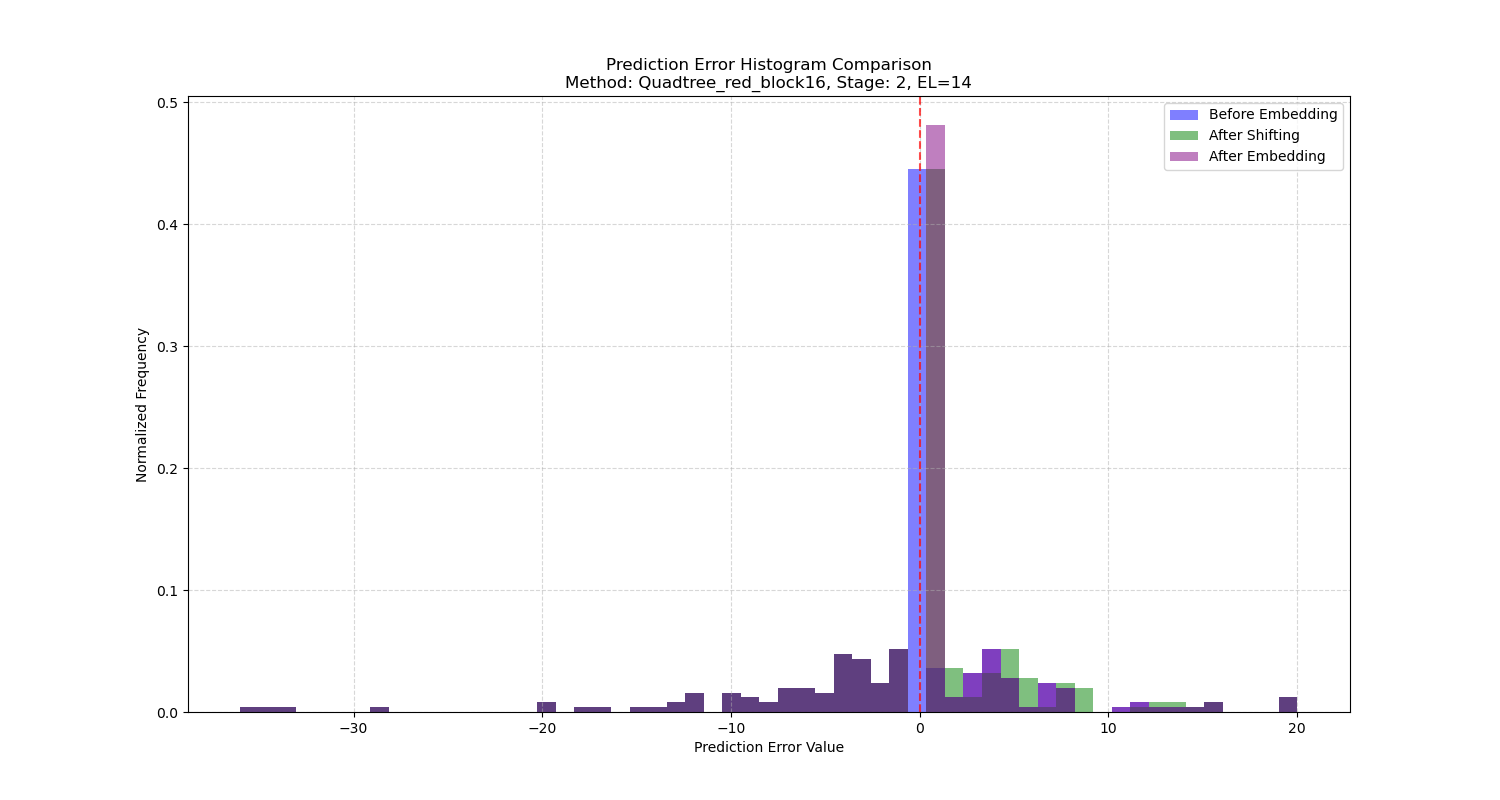 Prediction Error Histogram Comparison
Method: Quadtree_red_block16, Stage: 2, EL=14
Before Embedding
After Shifting
After Embedding
Normalized Frequency
0.5
0.4
0.3
0.2
0.1
0.0
−30
−20
−10
0
10
20
Prediction Error Value